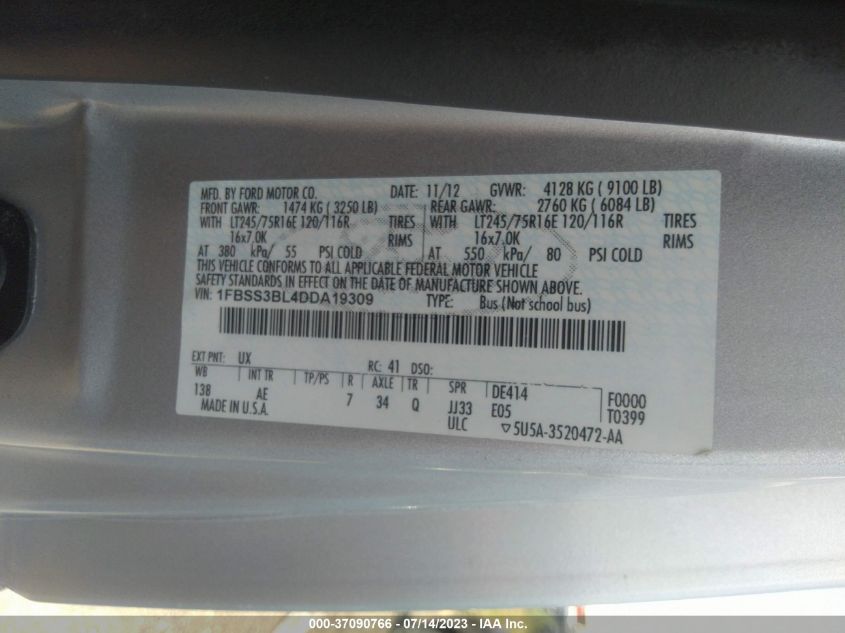 MFD. BY FORD MOTOR CO. DATE: 11/12 GVWR: 4128 KG ( 9100 LB)
FRONT GAWR: 1474 KG ( 3250 LB) REAR GAWR: 2760 KG ( 6084 LB)
WITH LT245/75R16E 120/116R TIRES WITH LT245/75R16E 120/116R TIRES
16x7.0K RIMS 16x7.0K RIMS
AT 380 kPa/ 55 PSI COLD AT 550 kPa/ 80 PSI COLD
THIS VEHICLE CONFORMS TO ALL APPLICABLE FEDERAL MOTOR VEHICLE
SAFETY STANDARDS IN EFFECT ON THE DATE OF MANUFACTURE SHOWN ABOVE.
VIN: 1FBSS3BL4DDA19309 TYPE: Bus (Not school bus)
EXT PNT: UX RC: 41 DSO:
WB INT TR TP/PS R AXLE TR SPR DE414 F0000
138 AE 7 34 Q JJ33 E05 T0399
MADE IN U.S.A. ULC ▽5U5A-3520472-AA
000-37090766 / 07/14/2023 - © IAA Inc.